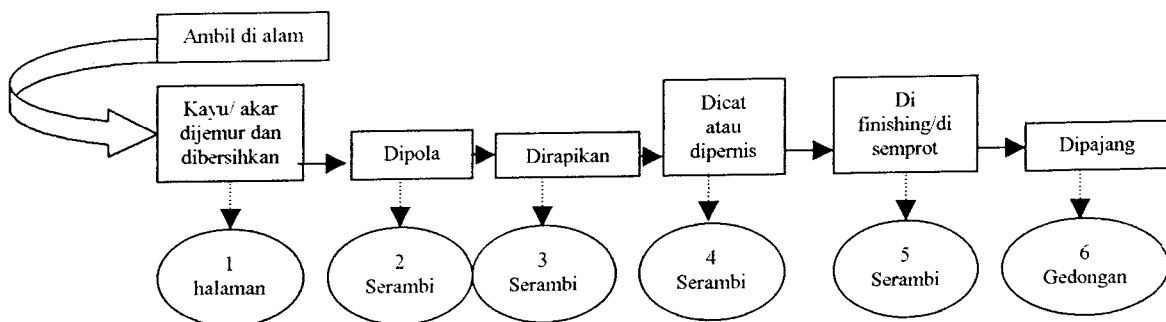 Ambil di alam
Kayu/ akar
dijemur dan
dibersihkan
Dipola
Dirapikan
Dicat
atau
dipernis
Di
finishing/di
semprot
Dipajang
1
halaman
2
Serambi
3
Serambi
4
Serambi
5
Serambi
6
Gedongan